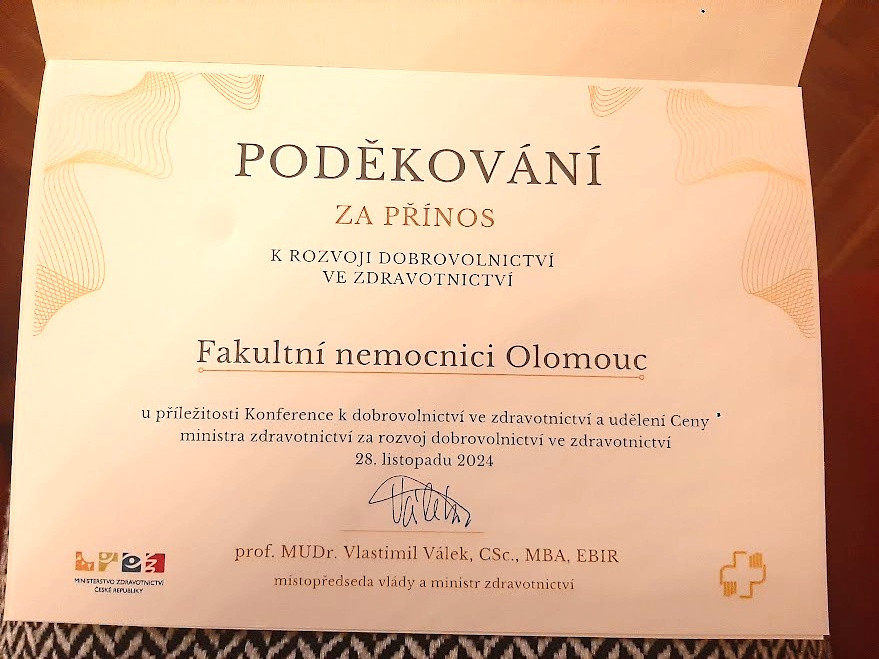 PODĚKOVÁNÍ
ZA PŘÍNOS
K ROZVOJI DOBROVOLNICTVÍ
VE ZDRAVOTNICTVÍ
Fakultní nemocnici Olomouc
u příležitosti Konference k dobrovolnictví ve zdravotnictví a udělení Ceny
ministra zdravotnictví za rozvoj dobrovolnictví ve zdravotnictví
28. listopadu 2024
Válek
prof. MUDr. Vlastimil Válek, CSc., MBA, EBIR
místopředseda vlády a ministr zdravotnictví
MINISTERSTVO ZDRAVOTNICTVÍ
ČESKÉ REPUBLIKY